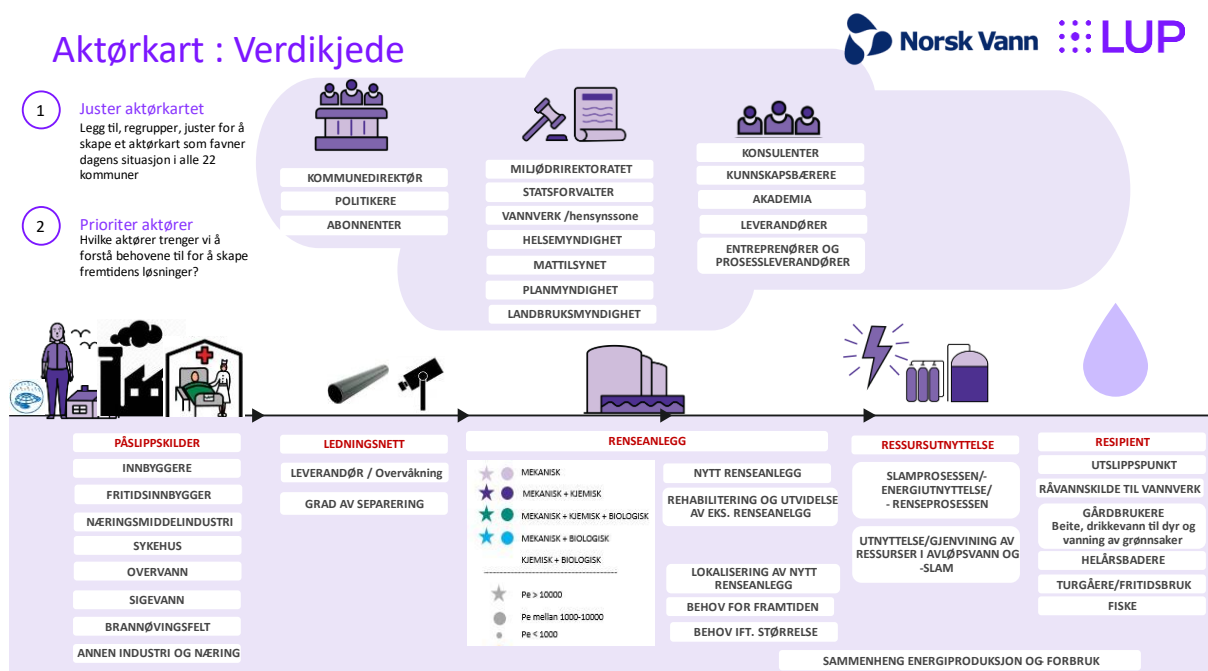 Aktørkart : Verdikjede
Norsk Vann
LUP
1
Juster aktørkartet
Legg til, regrupper, juster for å
skape et aktørkart som favner
dagens situasjon i alle 22
kommuner
2
Prioriter aktører
Hvilke aktører trenger vi å
forstå behovene til for å skape
fremtidens løsninger?
KOMMUNEDIREKTØR
POLITIKERE
ABONNENTER
MILJØDRIREKTORATET
STATSFORVALTER
VANNVERK /hensynssone
HELSEMYNDIGHET
MATTILSYNET
PLANMYNDIGHET
LANDBRUKSMYNDIGHET
KONSULENTER
KUNNSKAPSBÆRERE
AKADEMIA
LEVERANDØRER
ENTREPRENØRER OG
PROSESSLEVERANDØRER
PÅSLIPPSKILDER
INNBYGGERE
FRITIDSINNBYGGER
NÆRINGSMIDDELINDUSTRI
SYKEHUS
OVERVANN
SIGEVANN
BRANNØVINGSFELT
ANNEN INDUSTRI OG NÆRING
LEDNINGSNETT
LEVERANDØR / Overvåkning
GRAD AV SEPARERING
RENSEANLEGG
MEKANISK
MEKANISK + KJEMISK
MEKANISK + KJEMISK + BIOLOGISK
MEKANISK + BIOLOGISK
KJEMISK + BIOLOGISK
Pe > 10000
Pe mellan 1000-10000
Pe < 1000
NYTT RENSEANLEGG
REHABILITERING OG UTVIDELSE
AV EKS. RENSEANELGG
LOKALISERING AV NYTT
RENSEANLEGG
BEHOV FOR FRAMTIDEN
BEHOV IFT. STØRRELSE
RESSURSUTNYTTELSE
SLAMPROSESSEN/-
ENERGIUTNYTTELSE/
- RENSEPROSESSEN
UTNYTTELSE/GJENVINING AV
RESSURSER I AVLØPSVANN OG
-SLAM
RESIPIENT
UTSLIPPSPUNKT
RÅVANNSKILDE TIL VANNVERK
GÅRDBRUKERE
Beite, drikkevann til dyr og
vanning av grønnsaker
HELÅRSBADERE
TURGÅERE/FRITIDSBRUK
FISKE
SAMMENHENG ENERGIPRODUKSJON OG FORBRUK